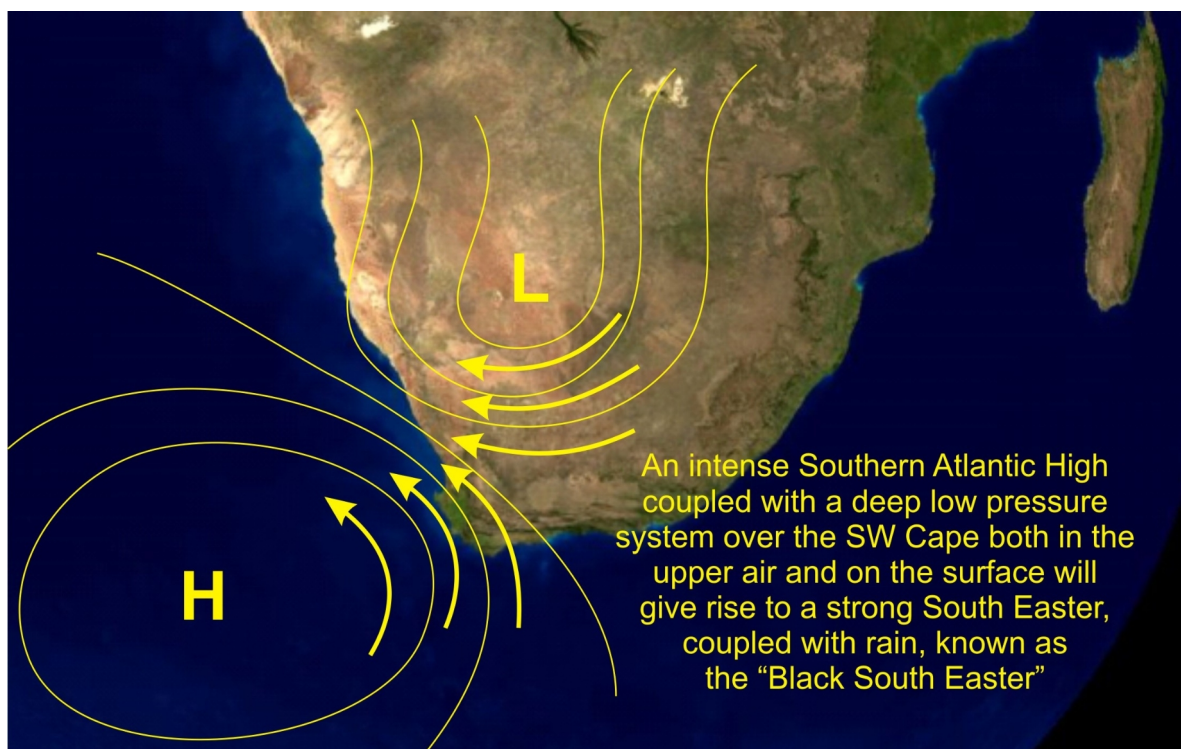 L
H
An intense Southern Atlantic High
coupled with a deep low pressure
system over the SW Cape both in the
upper air and on the surface will
give rise to a strong South Easter,
coupled with rain, known as
the “Black South Easter”